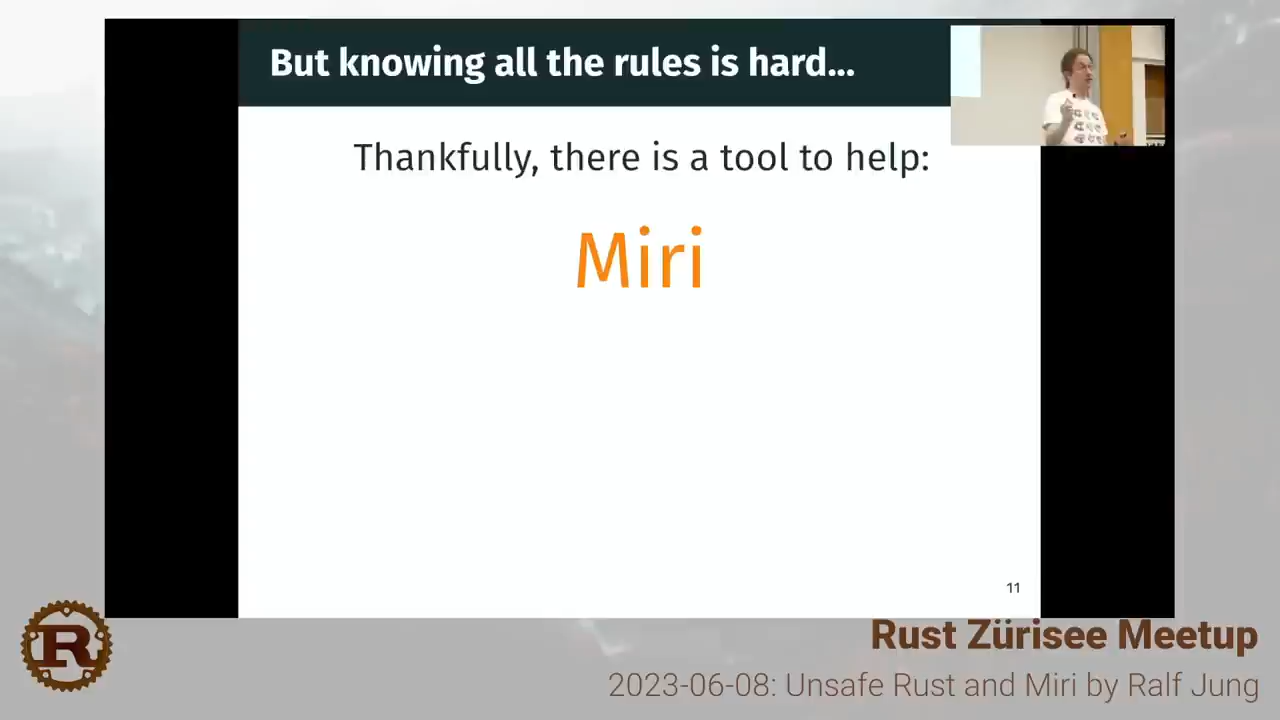 But knowing all the rules is hard...
Thankfully, there is a tool to help:
Miri
11
R
Rust Zürisee Meetup
2023-06-08: Unsafe Rust and Miri by Ralf Jung